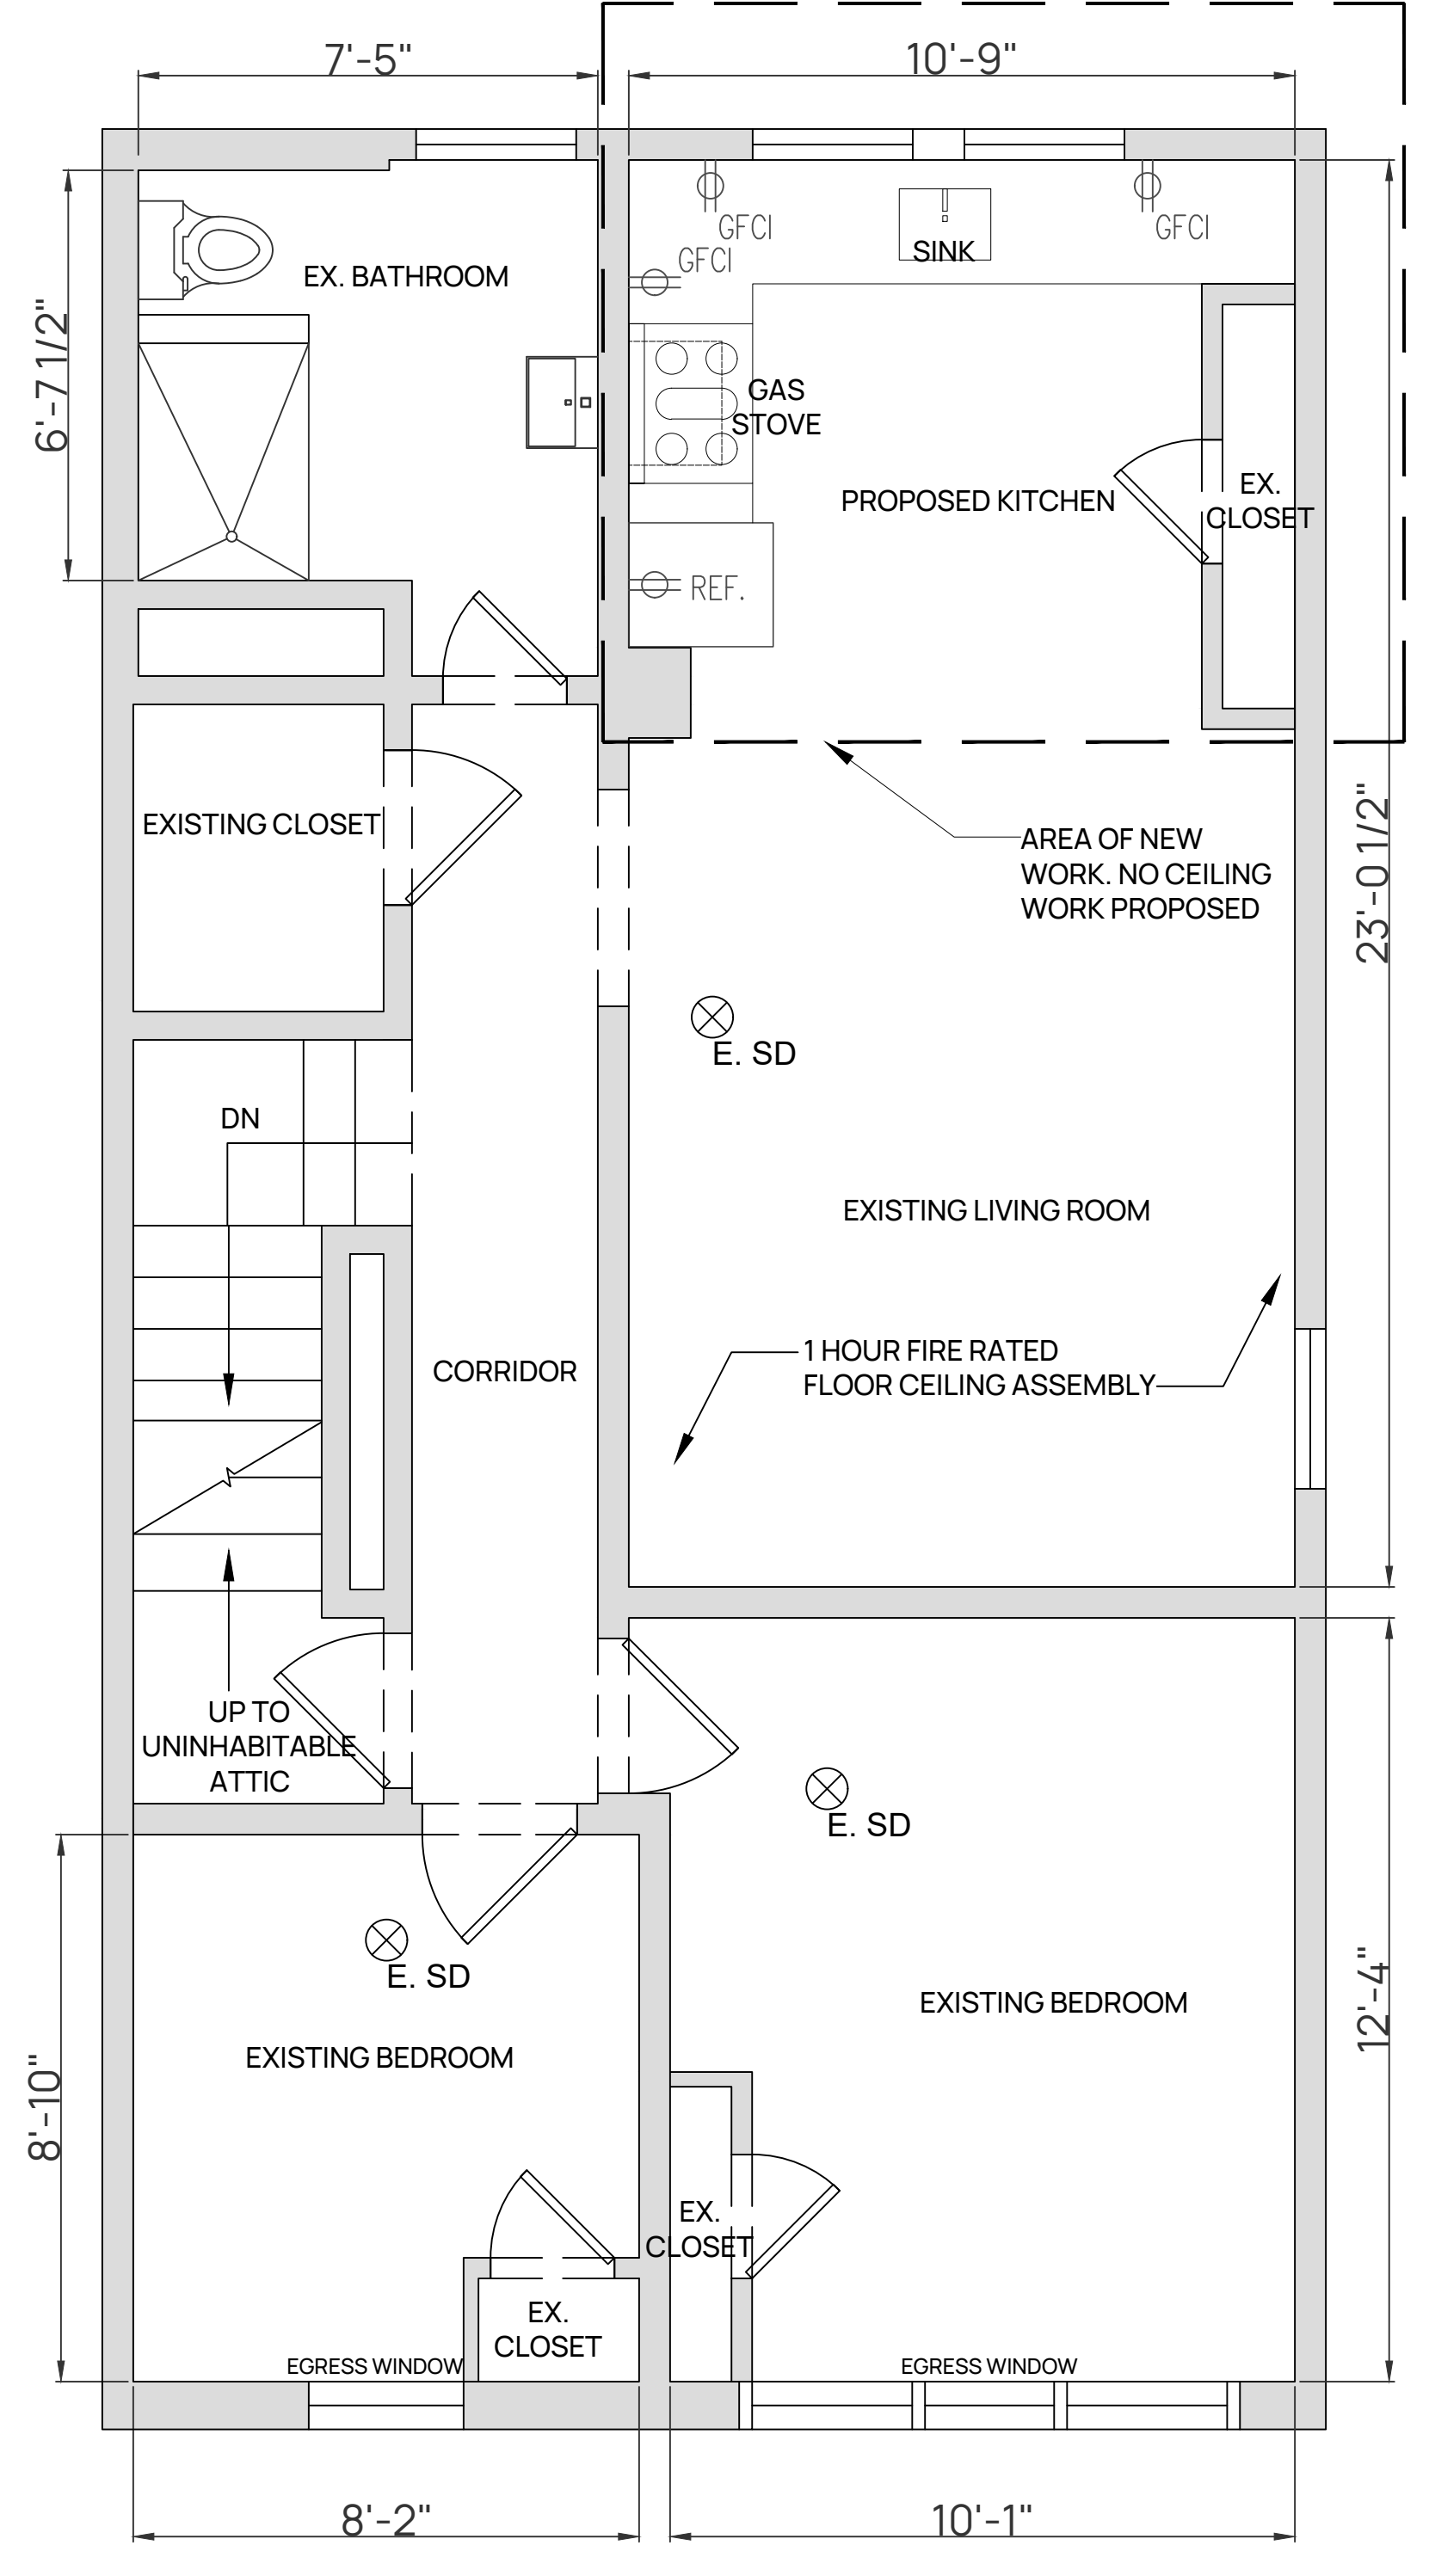 7'-5"
10'-9"
GFCI
GFCI
GFCI
SINK
EX. BATHROOM
6'-7 1/2"
GAS
STOVE
PROPOSED KITCHEN
EX.
CLOSET
REF.
EXISTING CLOSET
AREA OF NEW
WORK. NO CEILING
WORK PROPOSED
23'-0 1/2"
E. SD
DN
EXISTING LIVING ROOM
1 HOUR FIRE RATED
FLOOR CEILING ASSEMBLY
CORRIDOR
UP TO
UNINHABITABLE
ATTIC
E. SD
E. SD
EXISTING BEDROOM
EXISTING BEDROOM
12'-4"
8'-10"
EX.
CLOSET
EX.
CLOSET
EGRESS WINDOW
EGRESS WINDOW
8'-2"
10'-1"